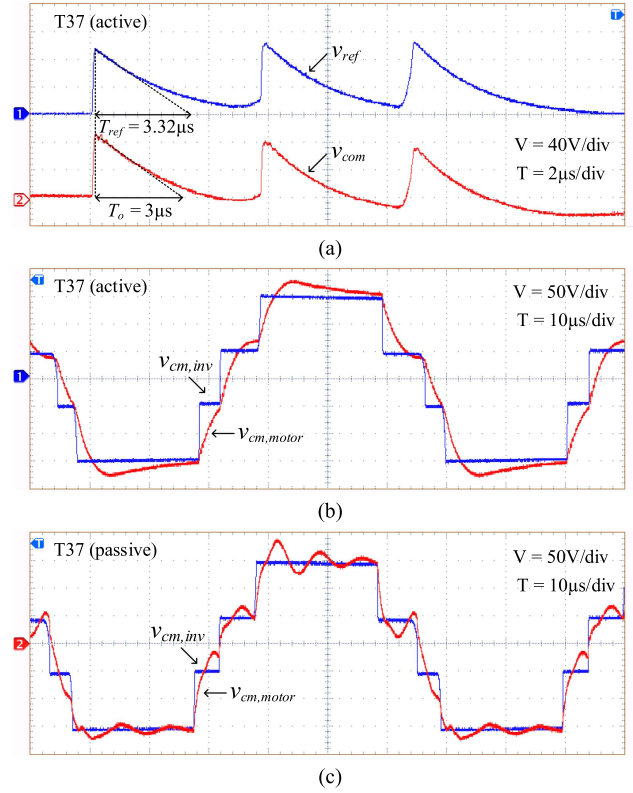 T37 (active)
T
v_ref
1
T_ref = 3.32μs
v_com
V = 40V/div
T = 2μs/div
2
T_o = 3μs
(a)
T
T37 (active)
V = 50V/div
T = 10μs/div
v_cm,inv
1
v_cm,motor
(b)
T
T37 (passive)
V = 50V/div
T = 10μs/div
v_cm,inv
2
v_cm,motor
(c)